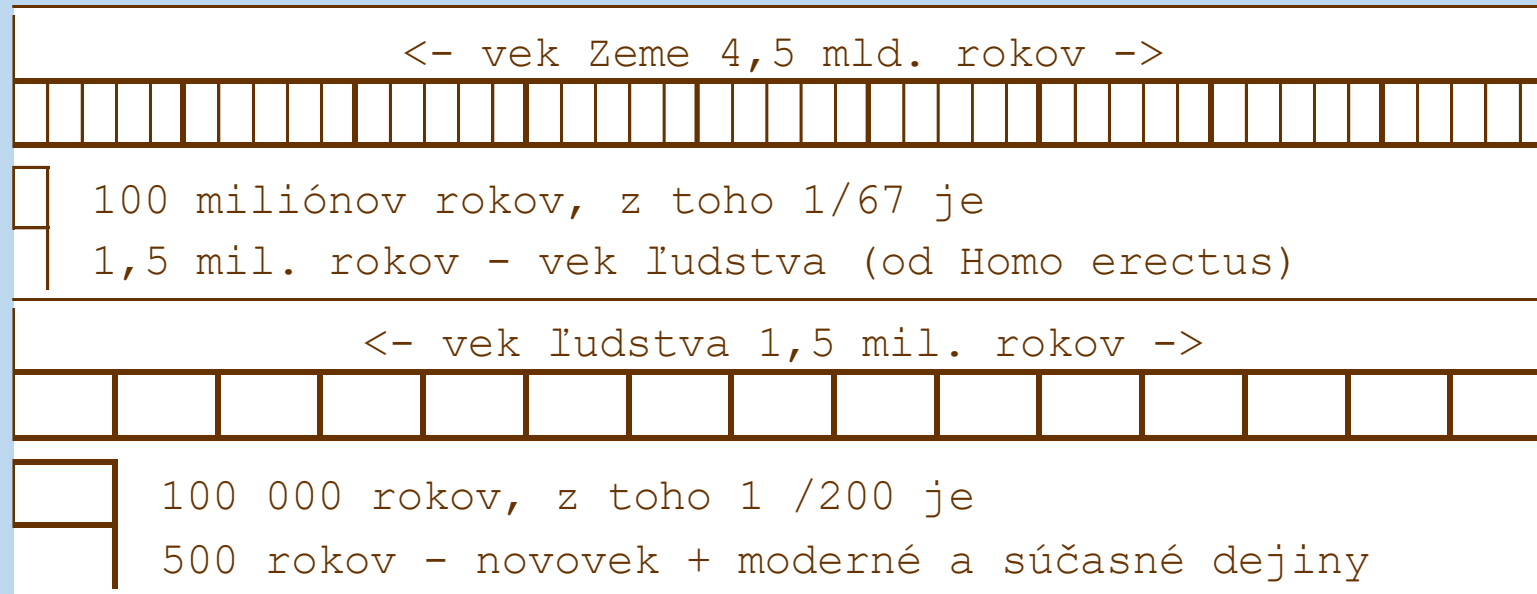 <- vek Zeme 4,5 mld. rokov ->
100 miliónov rokov, z toho 1/67 je
1,5 mil. rokov - vek ľudstva (od Homo erectus)
<- vek ľudstva 1,5 mil. rokov ->
100 000 rokov, z toho 1 /200 je
500 rokov - novovek + moderné a súčasné dejiny